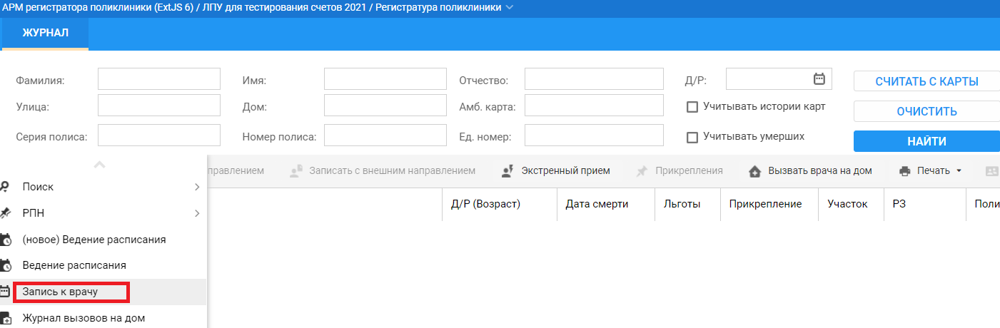 АРМ регистратора поликлиники (ExtJS 6) / ЛПУ для тестирования счетов 2021 / Регистратура поликлиники
ЖУРНАЛ
Фамилия: Имя: Отчество: Д/Р: СЧИТАТЬ С КАРТЫ
Улица: Дом: Амб. карта: Учитывать истории карт ОЧИСТИТЬ
Серия полиса: Номер полиса: Ед. номер: Учитывать умерших НАЙТИ
правлением Записать с внешним направлением Экстренный прием Прикрепления Вызвать врача на дом Печать
Поиск
Д/Р (Возраст) Дата смерти Льготы Прикрепление Участок РЗ Поли
РПН
(новое) Ведение расписания
Ведение расписания
Запись к врачу
Журнал вызовов на дом